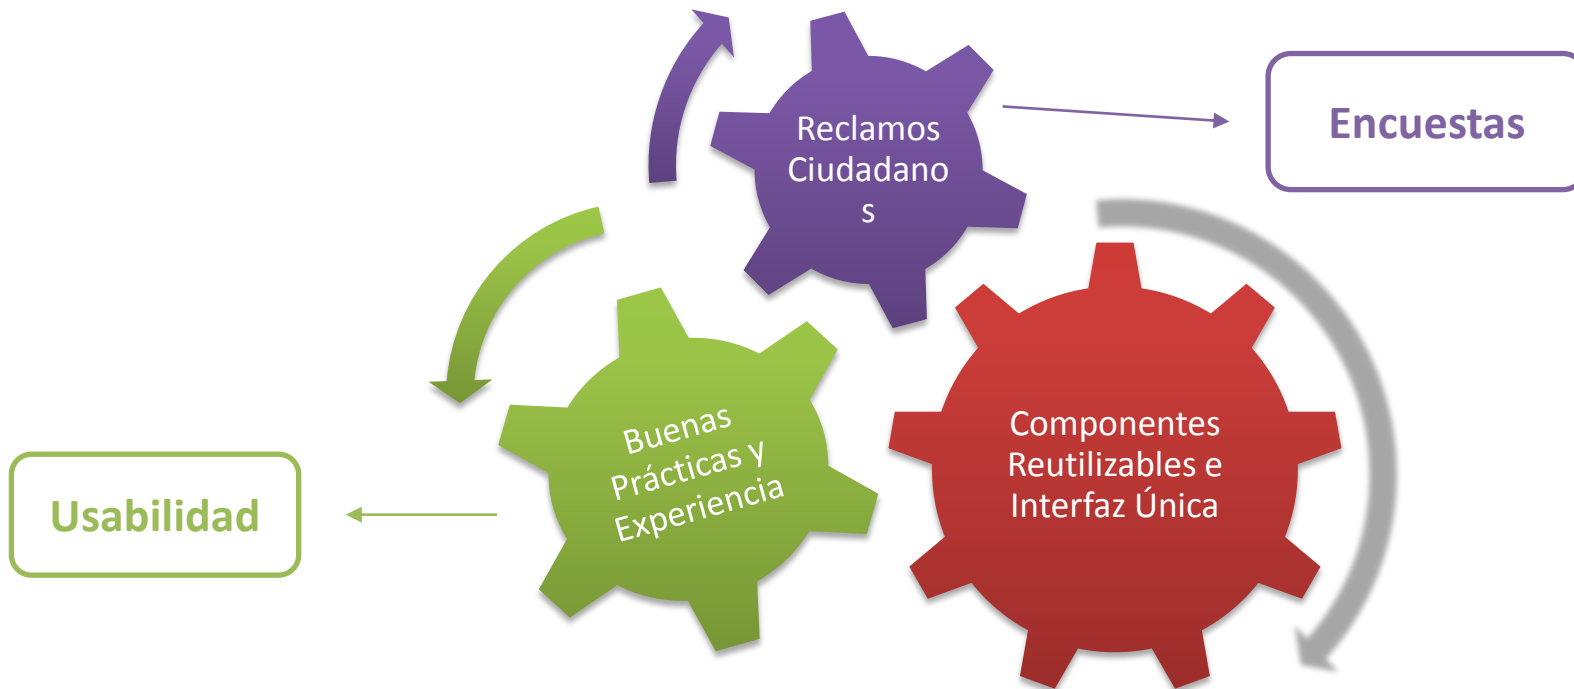 Reclamos
Ciudadano
s
Encuestas
Buenas
Prácticas y
Experiencia
Componentes
Reutilizables e
Interfaz Única
Usabilidad